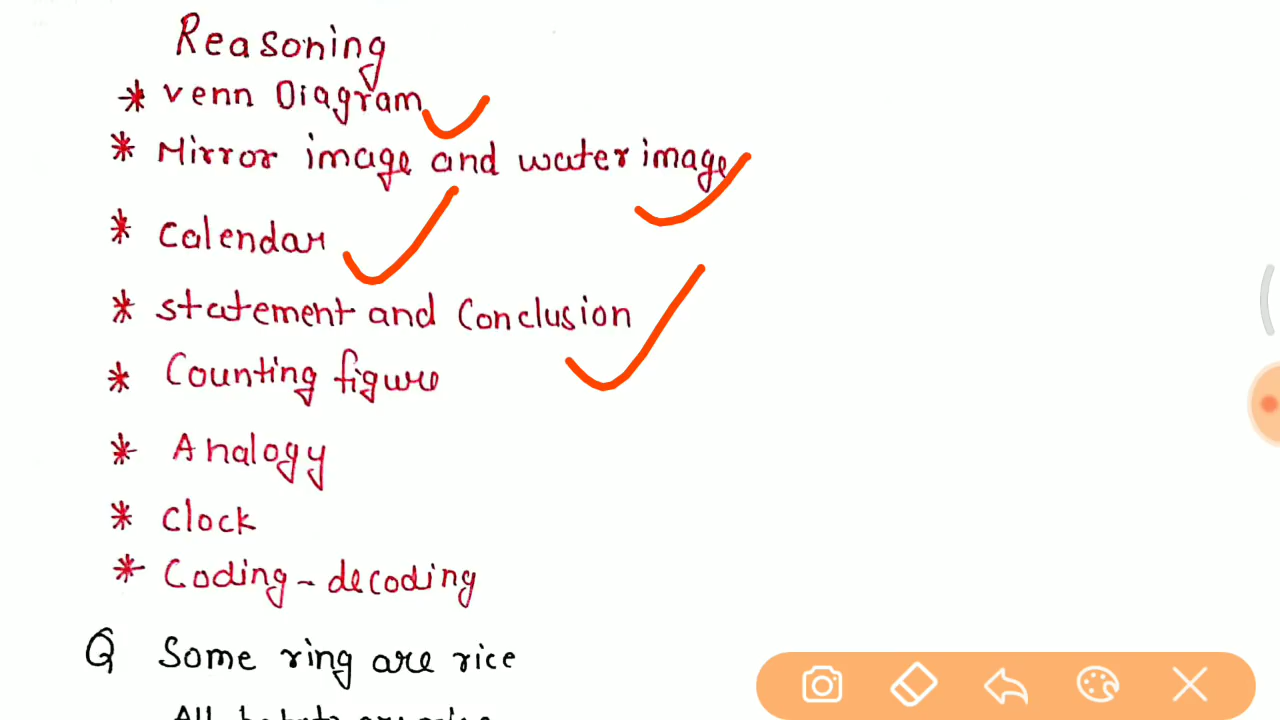 Reasoning
* Venn Diagram
* Mirror image and water image
* Calendar
* statement and Conclusion
* Counting figure
* Analogy
* Clock
* Coding - decoding
Q Some ring are rice
All